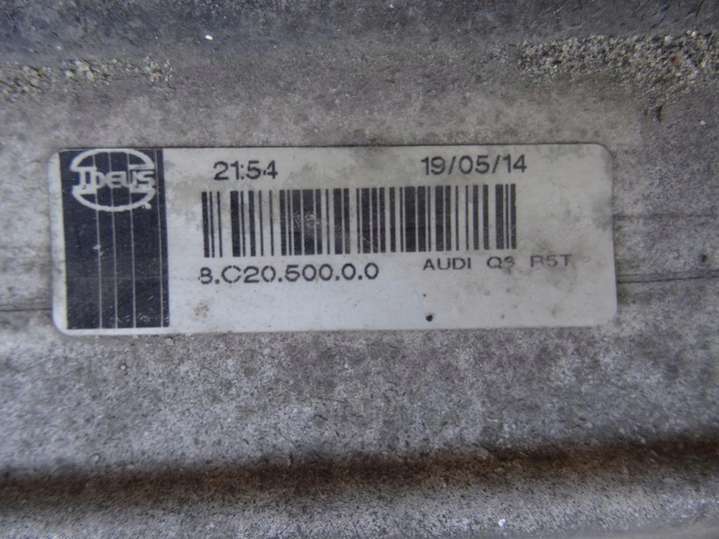 IDEUS
21:54 19/05/14
8.C20.500.0.0 AUDI Q3 R5T